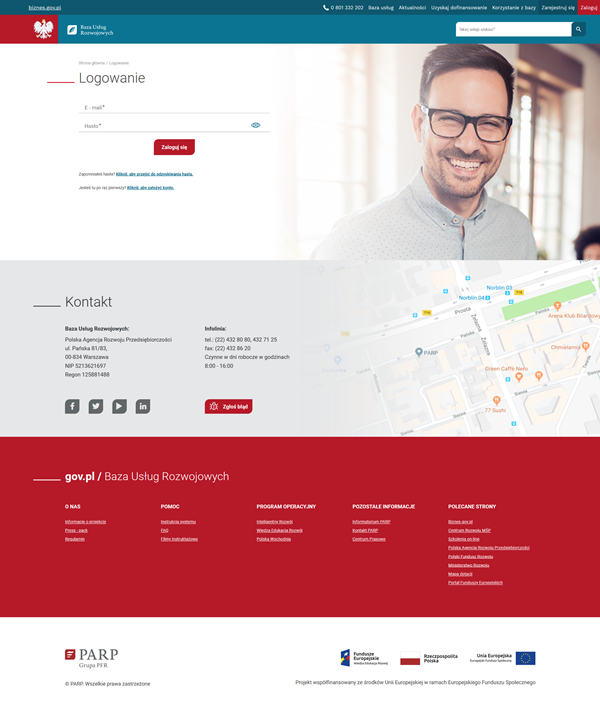 biznes.gov.pl
0 801 332 202
Baza usług
Aktualności
Uzyskaj dofinansowanie
Korzystanie z bazy
Zarejestruj się
Zaloguj
Baza Usług
Rozwojowych
Strona główna / Logowanie
Logowanie
E - mail*
Hasło*
Zaloguj się
Zapomniałeś hasła? Kliknij, aby przejść do odzyskiwania hasła.
Jesteś tu po raz pierwszy? Kliknij, aby założyć konto.
Kontakt
Baza Usług Rozwojowych:
Polska Agencja Rozwoju Przedsiębiorczości
ul. Pańska 81/83,
00-834 Warszawa
NIP 5213621697
Regon 125881488
Infolinia:
tel.: (22) 432 80 80, 432 71 25
fax: (22) 432 86 20
Czynne w dni robocze w godzinach
8:00 - 16:00
Zgłoś błąd
Norblin 03
Norblin 04
Prosta
Pańska
Żelazna
Żelazna
PARP
Arena Klub Bilardowy
Chmielarnia
Green Caffè Nero
77 Sushi
Sienna
Śliska
gov.pl / Baza Usług Rozwojowych
O NAS
Informacje o projekcie
Press - pack
Regulamin
POMOC
Instrukcja systemu
FAQ
Filmy instruktażowe
PROGRAM OPERACYJNY
Inteligentny Rozwój
Wiedza Edukacja Rozwój
Polska Wschodnia
POZOSTAŁE INFORMACJE
Informatorium PARP
Kontakt PARP
Centrum Prasowe
POLECANE STRONY
Biznes.gov.pl
Centrum Rozwoju MŚP
Szkolenia on-line
Polska Agencja Rozwoju Przedsiębiorczości
Polski Fundusz Rozwoju
Ministerstwo Rozwoju
Mapa dotacji
Portal Funduszy Europejskich
PARP
Grupa PFR
© PARP. Wszelkie prawa zastrzeżone
Fundusze
Europejskie
Wiedza Edukacja Rozwój
Rzeczpospolita
Polska
Unia Europejska
Europejski Fundusz Społeczny
Projekt współfinansowany ze środków Unii Europejskiej w ramach Europejskiego Funduszu Społecznego